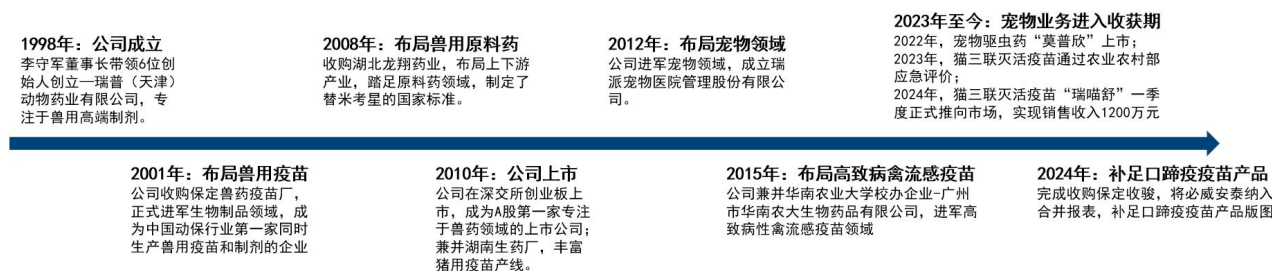 1998年：公司成立
李守军董事长带领6位创
始人创立—瑞普（天津）
动物药业有限公司，专
注于兽用高端制剂。
2008年：布局兽用原料药
收购湖北龙翔药业，布局上下游
产业，踏足原料药领域，制定了
替米考星的国家标准。
2012年：布局宠物领域
公司进军宠物领域，成立瑞
派宠物医院管理股份有限公
司。
2023年至今：宠物业务进入收获期
2022年，宠物驱虫药“莫普欣”上市；
2023年，猫三联灭活疫苗通过农业农村部
应急评价；
2024年，猫三联灭活疫苗“瑞喵舒”一季
度正式推向市场，实现销售收入1200万元
2001年：布局兽用疫苗
公司收购保定兽药疫苗厂，
正式进军生物制品领域，成
为中国动保行业第一家同时
生产兽用疫苗和制剂的企业
2010年：公司上市
公司在深交所创业板上
市，成为A股第一家专注
于兽药领域的上市公司；
兼并湖南生药厂，丰富
猪用疫苗产线。
2015年：布局高致病禽流感疫苗
公司兼并华南农业大学校办企业-广州
市华南农大生物药品有限公司，进军高
致病性禽流感疫苗领域
2024年：补足口蹄疫疫苗产品
完成收购保定收骏，将必威安泰纳入
合并报表，补足口蹄疫疫苗产品版图